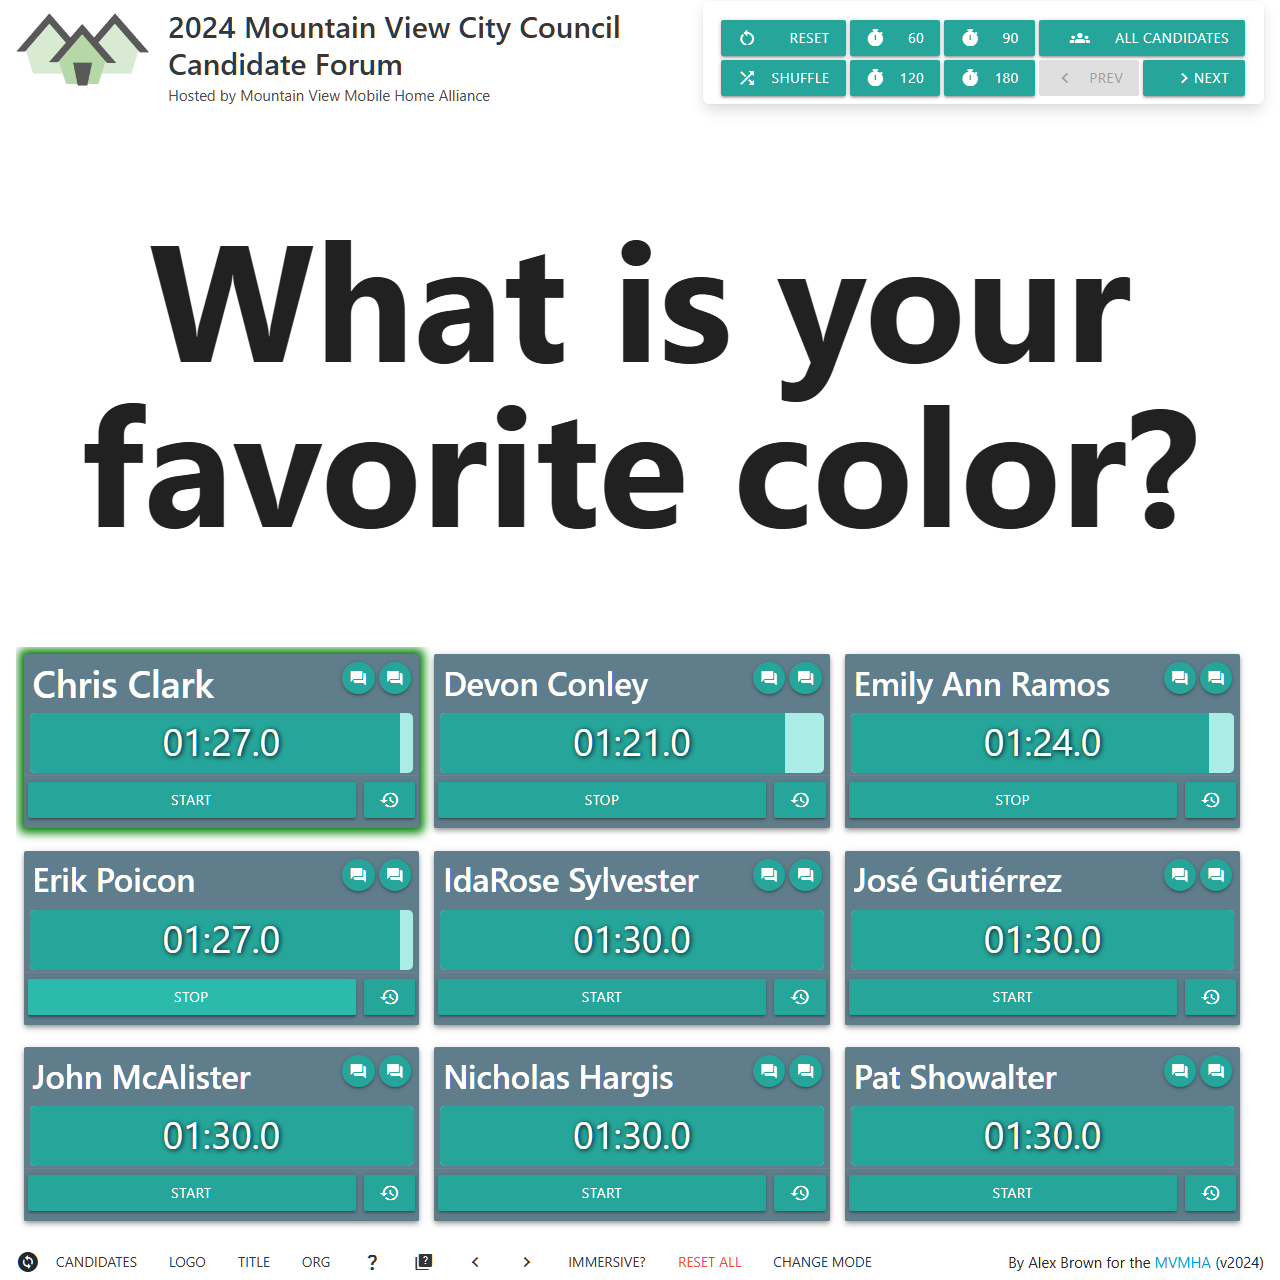 2024 Mountain View City Council
Candidate Forum
Hosted by Mountain View Mobile Home Alliance
RESET 60 90 ALL CANDIDATES
SHUFFLE 120 180 PREV NEXT
What is your
favorite color?
Chris Clark Devon Conley Emily Ann Ramos
01:27.0 01:21.0 01:24.0
START STOP STOP
Erik Poicon IdaRose Sylvester José Gutiérrez
01:27.0 01:30.0 01:30.0
STOP START START
John McAlister Nicholas Hargis Pat Showalter
01:30.0 01:30.0 01:30.0
START START START
CANDIDATES LOGO TITLE ORG ? IMMERSIVE? RESET ALL CHANGE MODE By Alex Brown for the MVMHA (v2024)